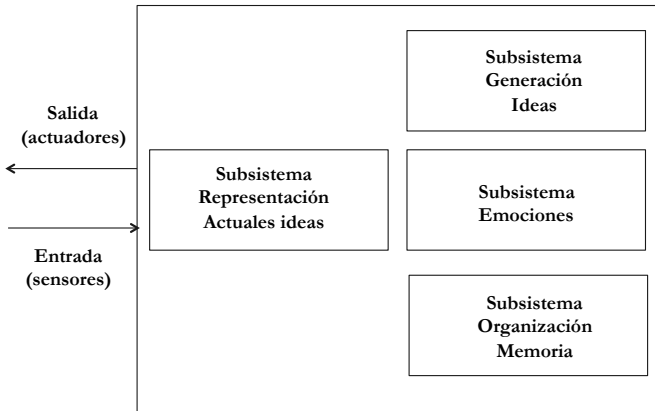 Subsistema
Generación
Ideas
Salida
(actuadores)
Subsistema
Representación
Actuales ideas
Subsistema
Emociones
Entrada
(sensores)
Subsistema
Organización
Memoria